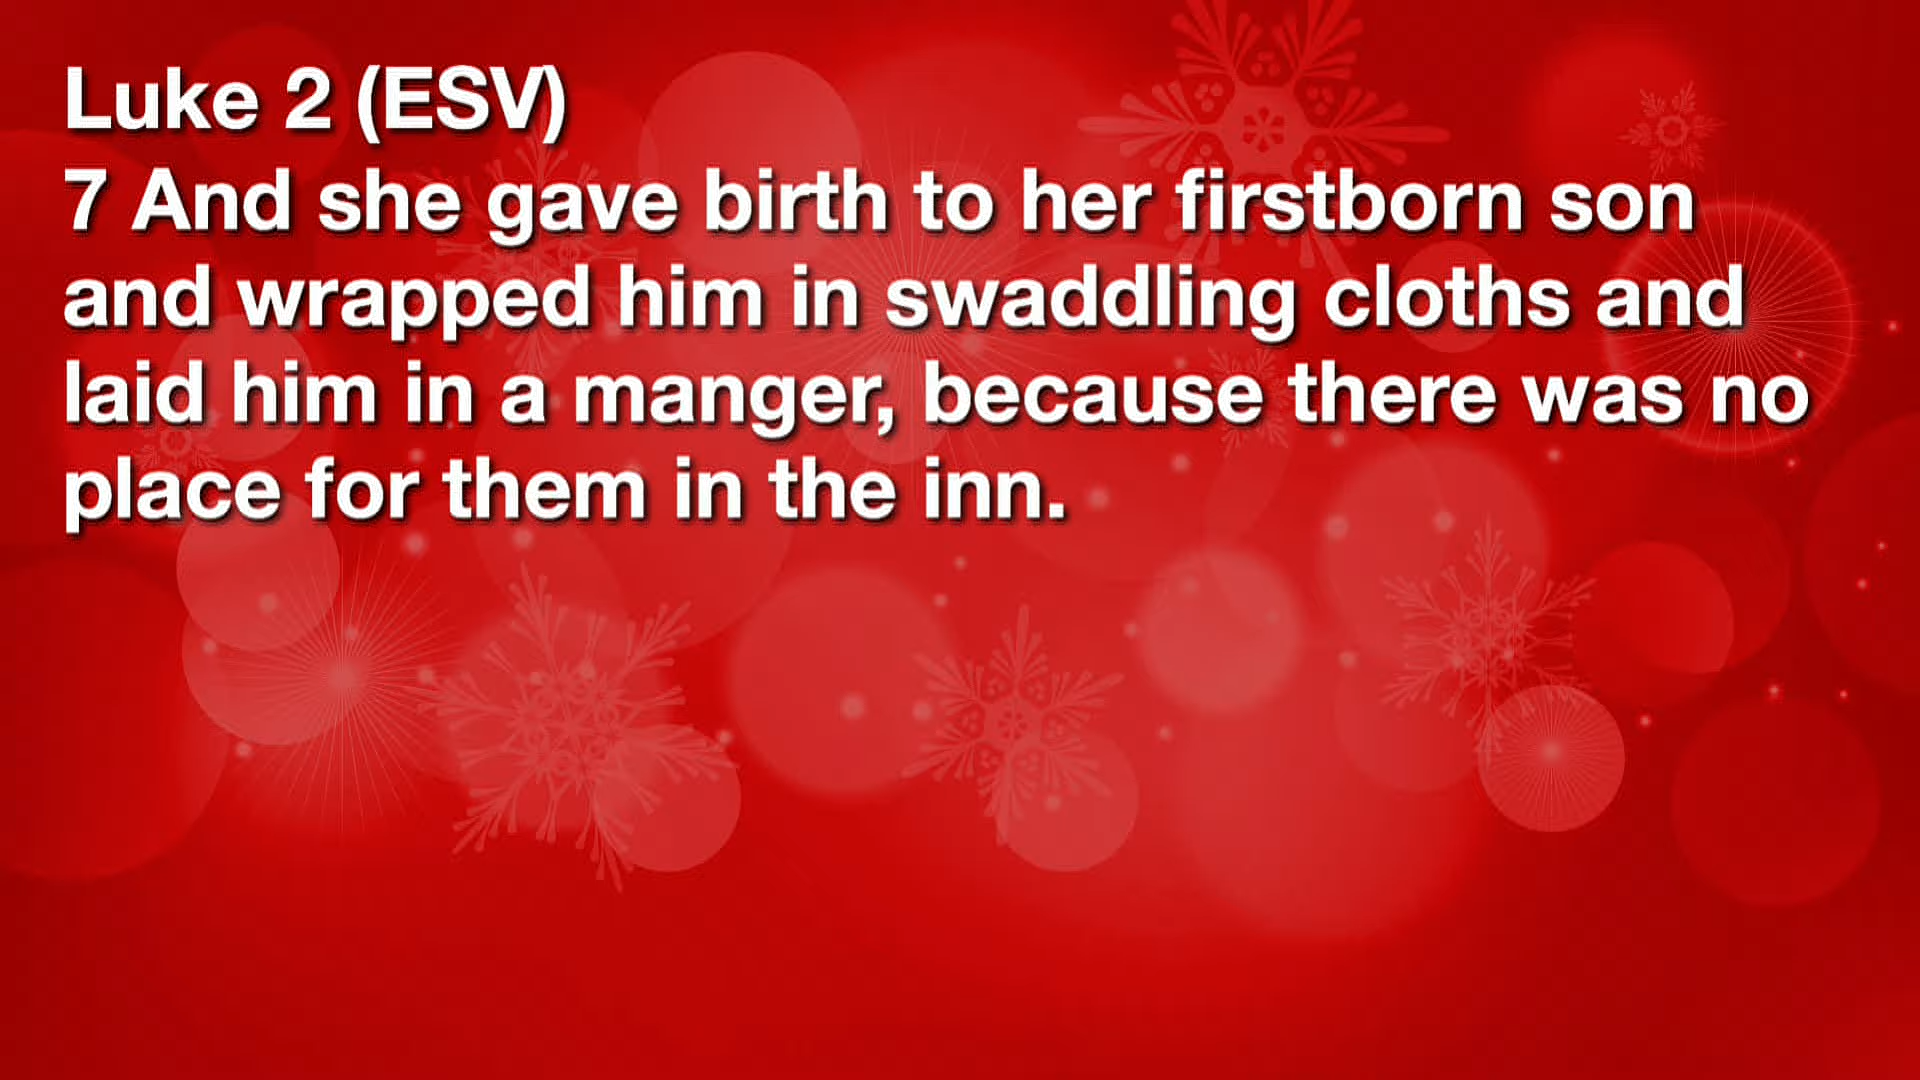 Luke 2 (ESV)
7 And she gave birth to her firstborn son
and wrapped him in swaddling cloths and
laid him in a manger, because there was no
place for them in the inn.